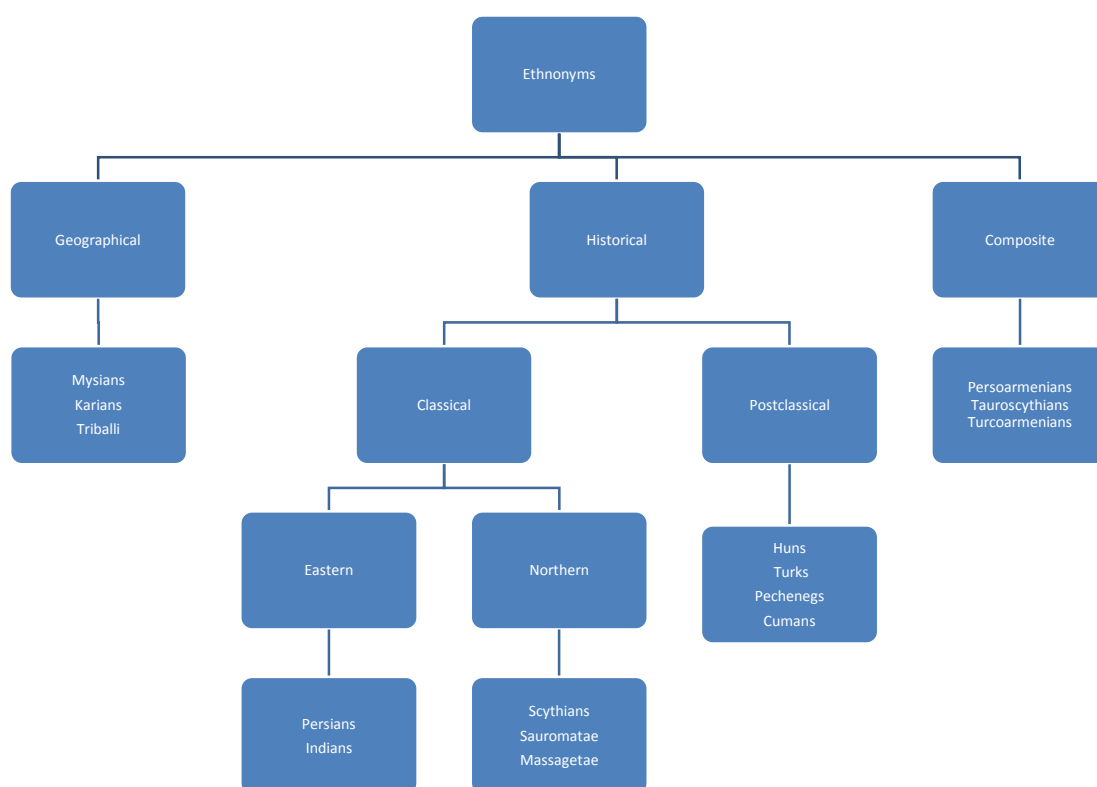 Ethnonyms
Geographical
Historical
Composite
Mysians
Karians
Triballi
Classical
Postclassical
Persoarmenians
Tauroscythians
Turcoarmenians
Eastern
Northern
Huns
Turks
Pechenegs
Cumans
Persians
Indians
Scythians
Sauromatae
Massagetae